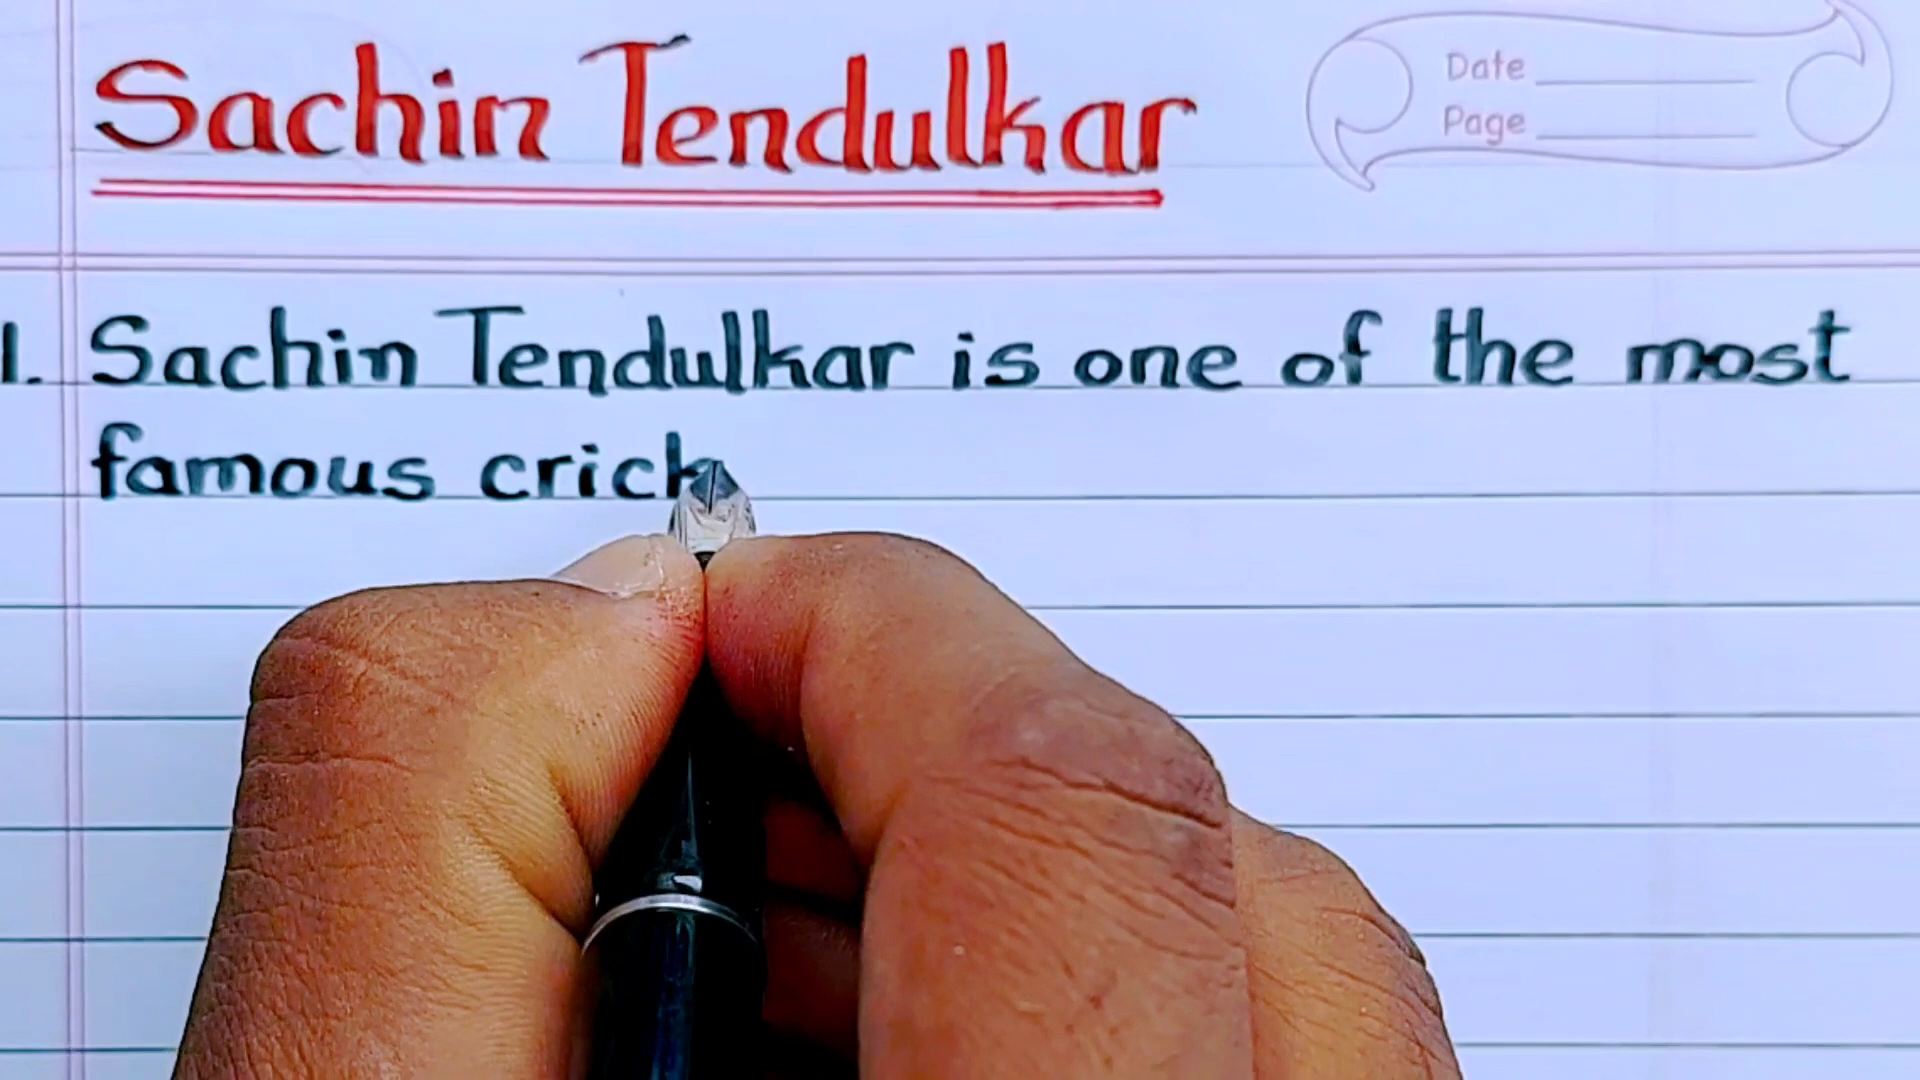 Sachin Tendulkar
Date
Page
1. Sachin Tendulkar is one of the most
famous crick